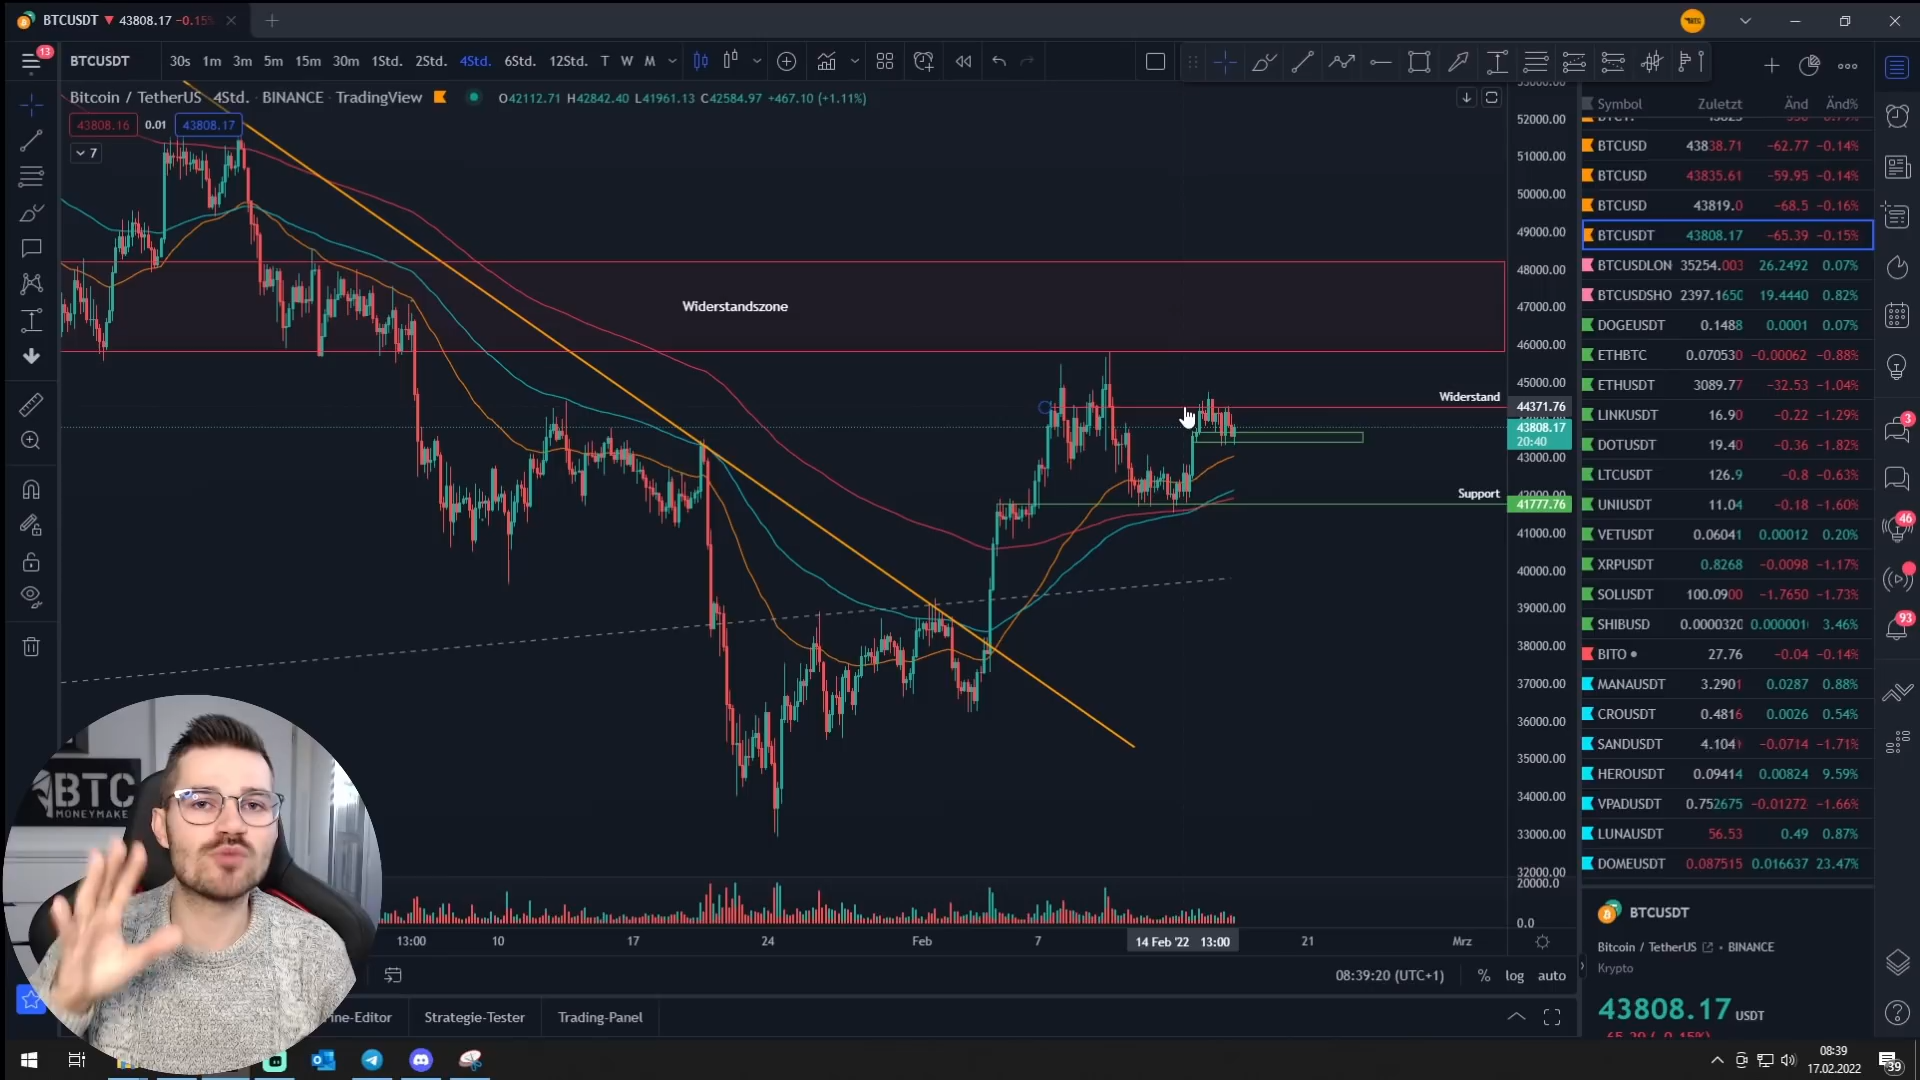 BTCUSDT ▼ 43808.17 −0.15%
13
BTCUSDT 30s 1m 3m 5m 15m 30m 1Std. 2Std. 4Std. 6Std. 12Std. T W M
Bitcoin / TetherUS 4Std. BINANCE TradingView O42112.71 H42842.40 L41961.13 C42584.97 +467.10 (+1.11%)
43808.16 0.01 43808.17
7
Widerstandszone
Widerstand
Support
52000.00
51000.00
50000.00
49000.00
48000.00
47000.00
46000.00
45000.00
44371.76
43808.17
20:40
43000.00
41777.76
41000.00
40000.00
39000.00
38000.00
37000.00
36000.00
35000.00
34000.00
33000.00
32000.00
20000.0
0.0
13:00 10 17 24 Feb 7 14 Feb '22 13:00 21 Mrz
08:39:20 (UTC+1) % log auto
ine-Editor Strategie-Tester Trading-Panel
Symbol Zuletzt Änd Änd%
BTCUSD 43838.71 −62.77 −0.14%
BTCUSD 43835.61 −59.95 −0.14%
BTCUSD 43819.0 −68.5 −0.16%
BTCUSDT 43808.17 −65.39 −0.15%
BTCUSDLON 35254.003 26.2492 0.07%
BTCUSDSHO 2397.1650 19.4440 0.82%
DOGEUSDT 0.1488 0.0001 0.07%
ETHBTC 0.070530 −0.00062 −0.88%
ETHUSDT 3089.77 −32.53 −1.04%
LINKUSDT 16.90 −0.22 −1.29%
DOTUSDT 19.40 −0.36 −1.82%
LTCUSDT 126.9 −0.8 −0.63%
UNIUSDT 11.04 −0.18 −1.60%
VETUSDT 0.06041 0.00012 0.20%
XRPUSDT 0.8268 −0.0098 −1.17%
SOLUSDT 100.0900 −1.7650 −1.73%
SHIBUSD 0.0000320 0.000001 3.46%
BITO 27.76 −0.04 −0.14%
MANAUSDT 3.2901 0.0287 0.88%
CROUSDT 0.4816 0.0026 0.54%
SANDUSDT 4.1041 −0.0714 −1.71%
HEROUSDT 0.09414 0.00824 9.59%
VPADUSDT 0.752675 −0.01272 −1.66%
LUNAUSDT 56.53 0.49 0.87%
DOMEUSDT 0.087515 0.016637 23.47%
BTCUSDT
Bitcoin / TetherUS • BINANCE
Krypto
43808.17 USDT
3
46
93
BTC
MONEYMAKE
08:39
17.02.2022
39